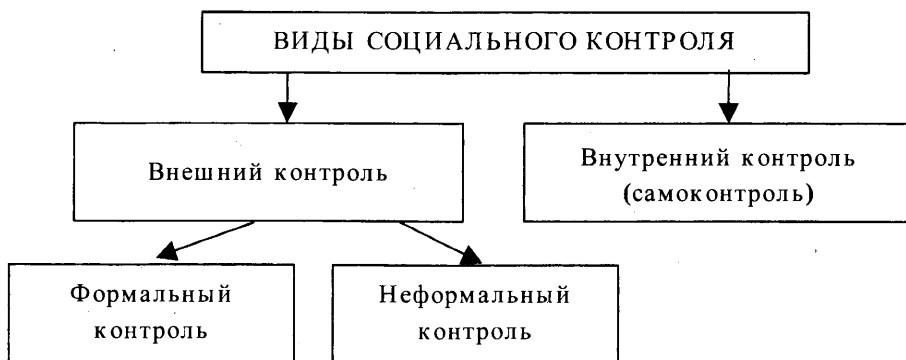 ВИДЫ СОЦИАЛЬНОГО КОНТРОЛЯ
Внешний контроль
Внутренний контроль
(самоконтроль)
Формальный
контроль
Неформальный
контроль